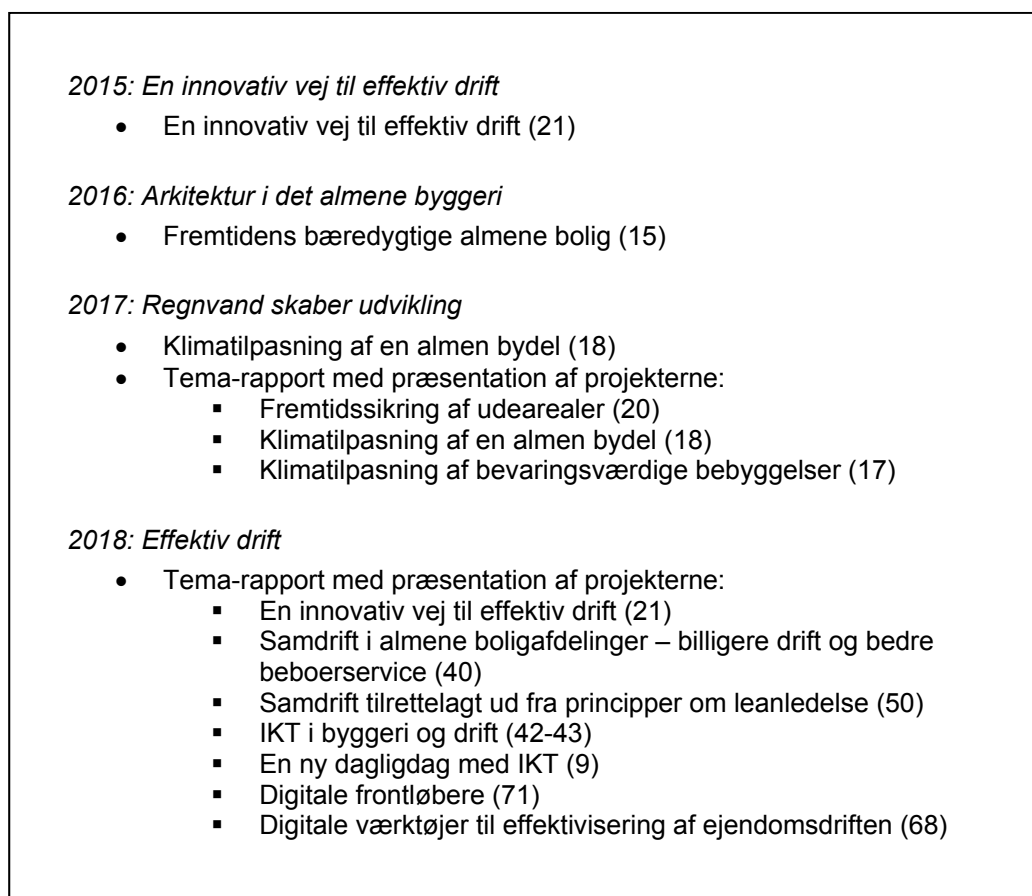 2015: En innovativ vej til effektiv drift
• En innovativ vej til effektiv drift (21)
2016: Arkitektur i det almene byggeri
• Fremtidens bæredygtige almene bolig (15)
2017: Regnvand skaber udvikling
• Klimatilpasning af en almen bydel (18)
• Tema-rapport med præsentation af projekterne:
▪ Fremtidssikring af udearealer (20)
▪ Klimatilpasning af en almen bydel (18)
▪ Klimatilpasning af bevaringsværdige bebyggelser (17)
2018: Effektiv drift
• Tema-rapport med præsentation af projekterne:
▪ En innovativ vej til effektiv drift (21)
▪ Samdrift i almene boligafdelinger – billigere drift og bedre
beboerservice (40)
▪ Samdrift tilrettelagt ud fra principper om leanledelse (50)
▪ IKT i byggeri og drift (42-43)
▪ En ny dagligdag med IKT (9)
▪ Digitale frontløbere (71)
▪ Digitale værktøjer til effektivisering af ejendomsdriften (68)